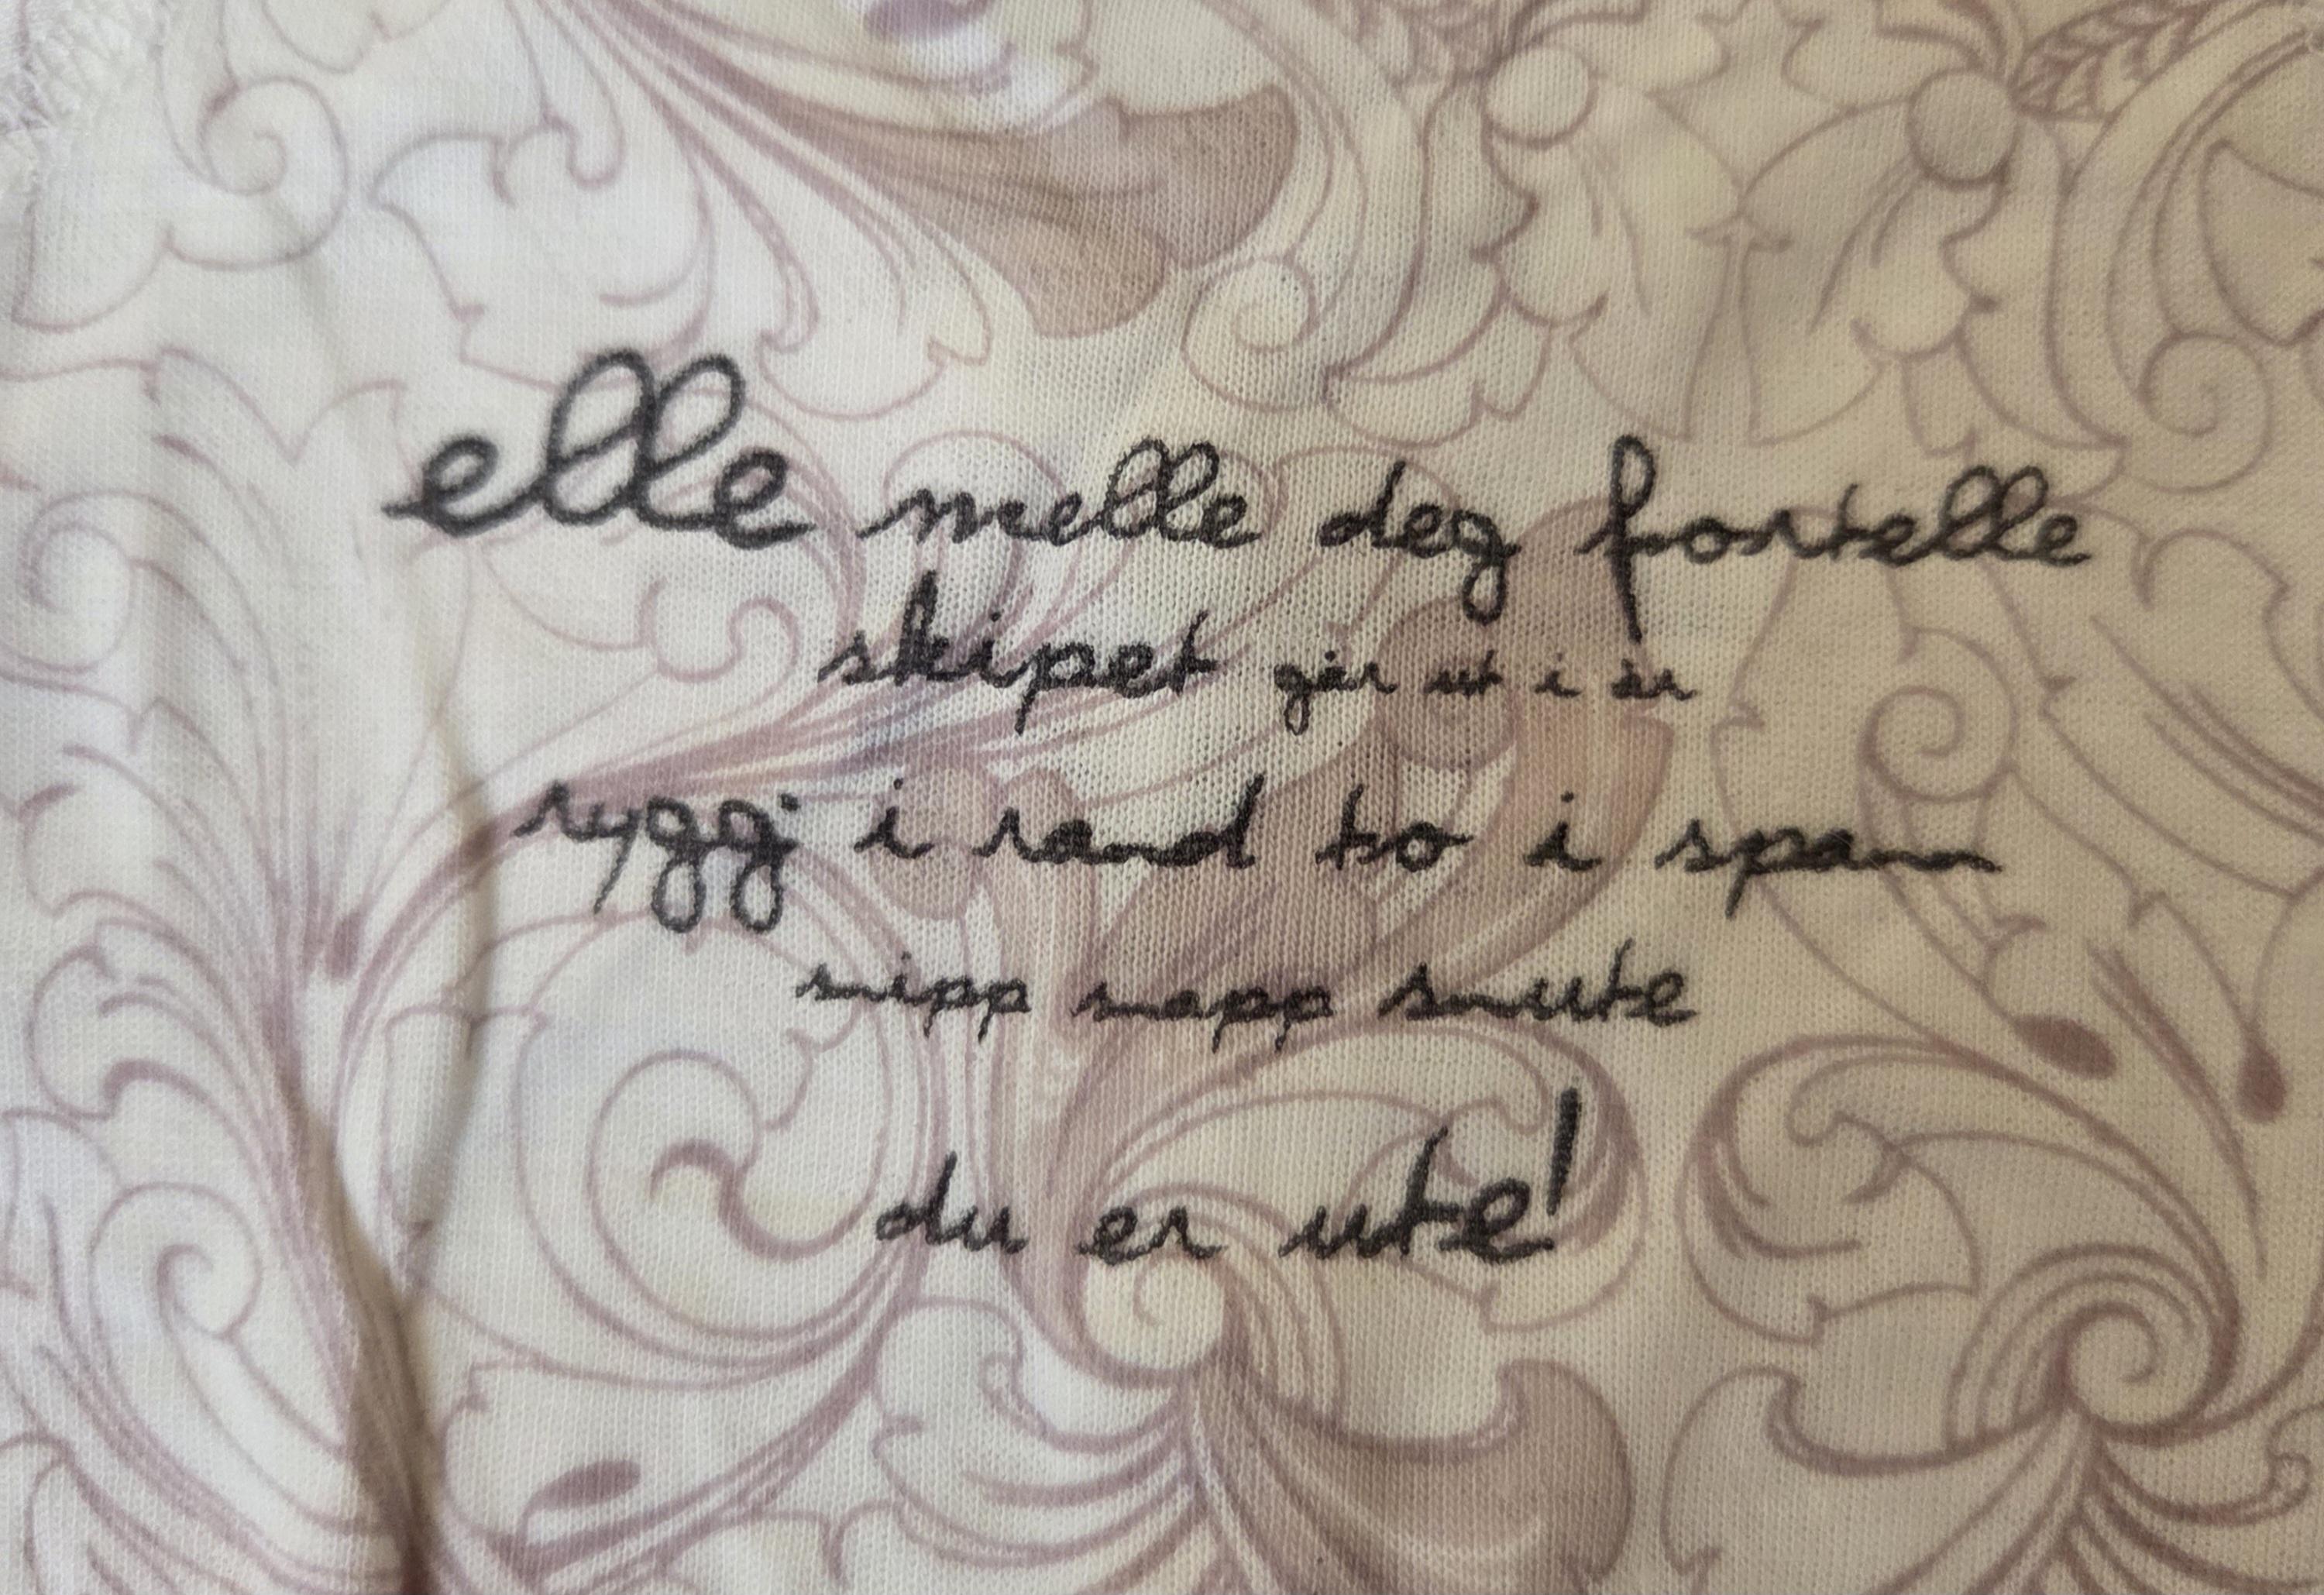 elle melle deg fortelle
skipet går ut i år
rygg i rand to i spann
snipp snapp snute
du er ute!